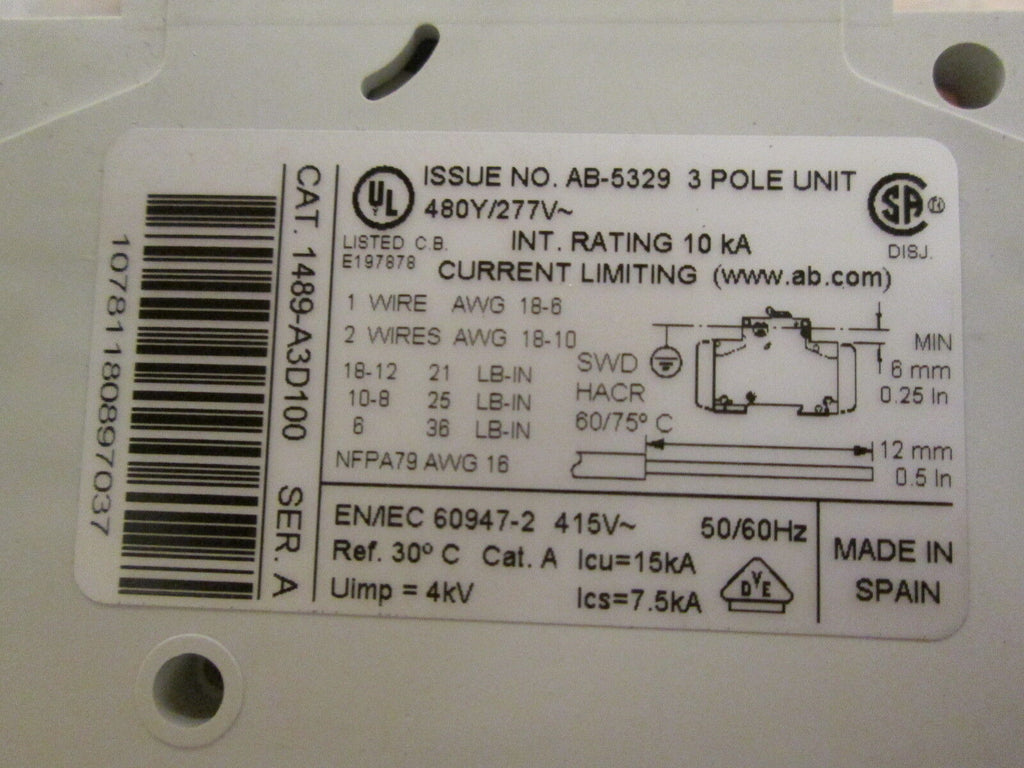 10781180897037
CAT. 1489-A3D100 SER. A
UL
LISTED C.B.
E197878
ISSUE NO. AB-5329 3 POLE UNIT
480Y/277V~
INT. RATING 10 kA
CURRENT LIMITING (www.ab.com)
SA
DISJ.
1 WIRE AWG 18-6
2 WIRES AWG 18-10
18-12 21 LB-IN
10-8 25 LB-IN
6 36 LB-IN
NFPA79 AWG 16
SWD
HACR
60/75° C
MIN
6 mm
0.25 In
12 mm
0.5 In
EN/IEC 60947-2 415V~ 50/60Hz
Ref. 30° C Cat. A Icu=15kA
Uimp = 4kV Ics=7.5kA
DVE
MADE IN
SPAIN